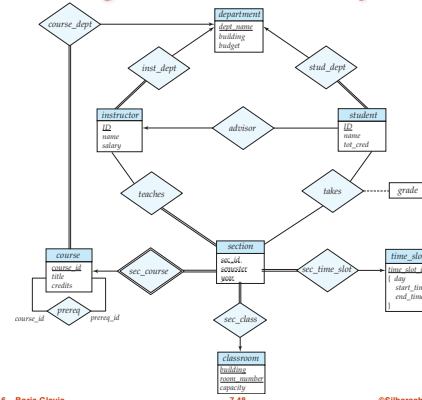 department
course_dept
dept_name
building
budget
inst_dept
stud_dept
instructor
ID
name
salary
advisor
student
ID
name
tot_cred
teaches
takes
grade
course
course_id
title
credits
sec_course
section
sec_id
semester
year
sec_time_slot
time_slo
time_slot_i
{ day
start_tim
end_time
}
course_id
prereq
prereq_id
sec_class
classroom
building
room_number
capacity
7.48